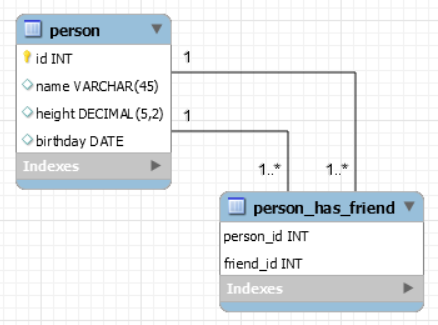 person
id INT
name VARCHAR(45)
height DECIMAL(5,2)
birthday DATE
Indexes
1
1
1..*
1..*
person_has_friend
person_id INT
friend_id INT
Indexes